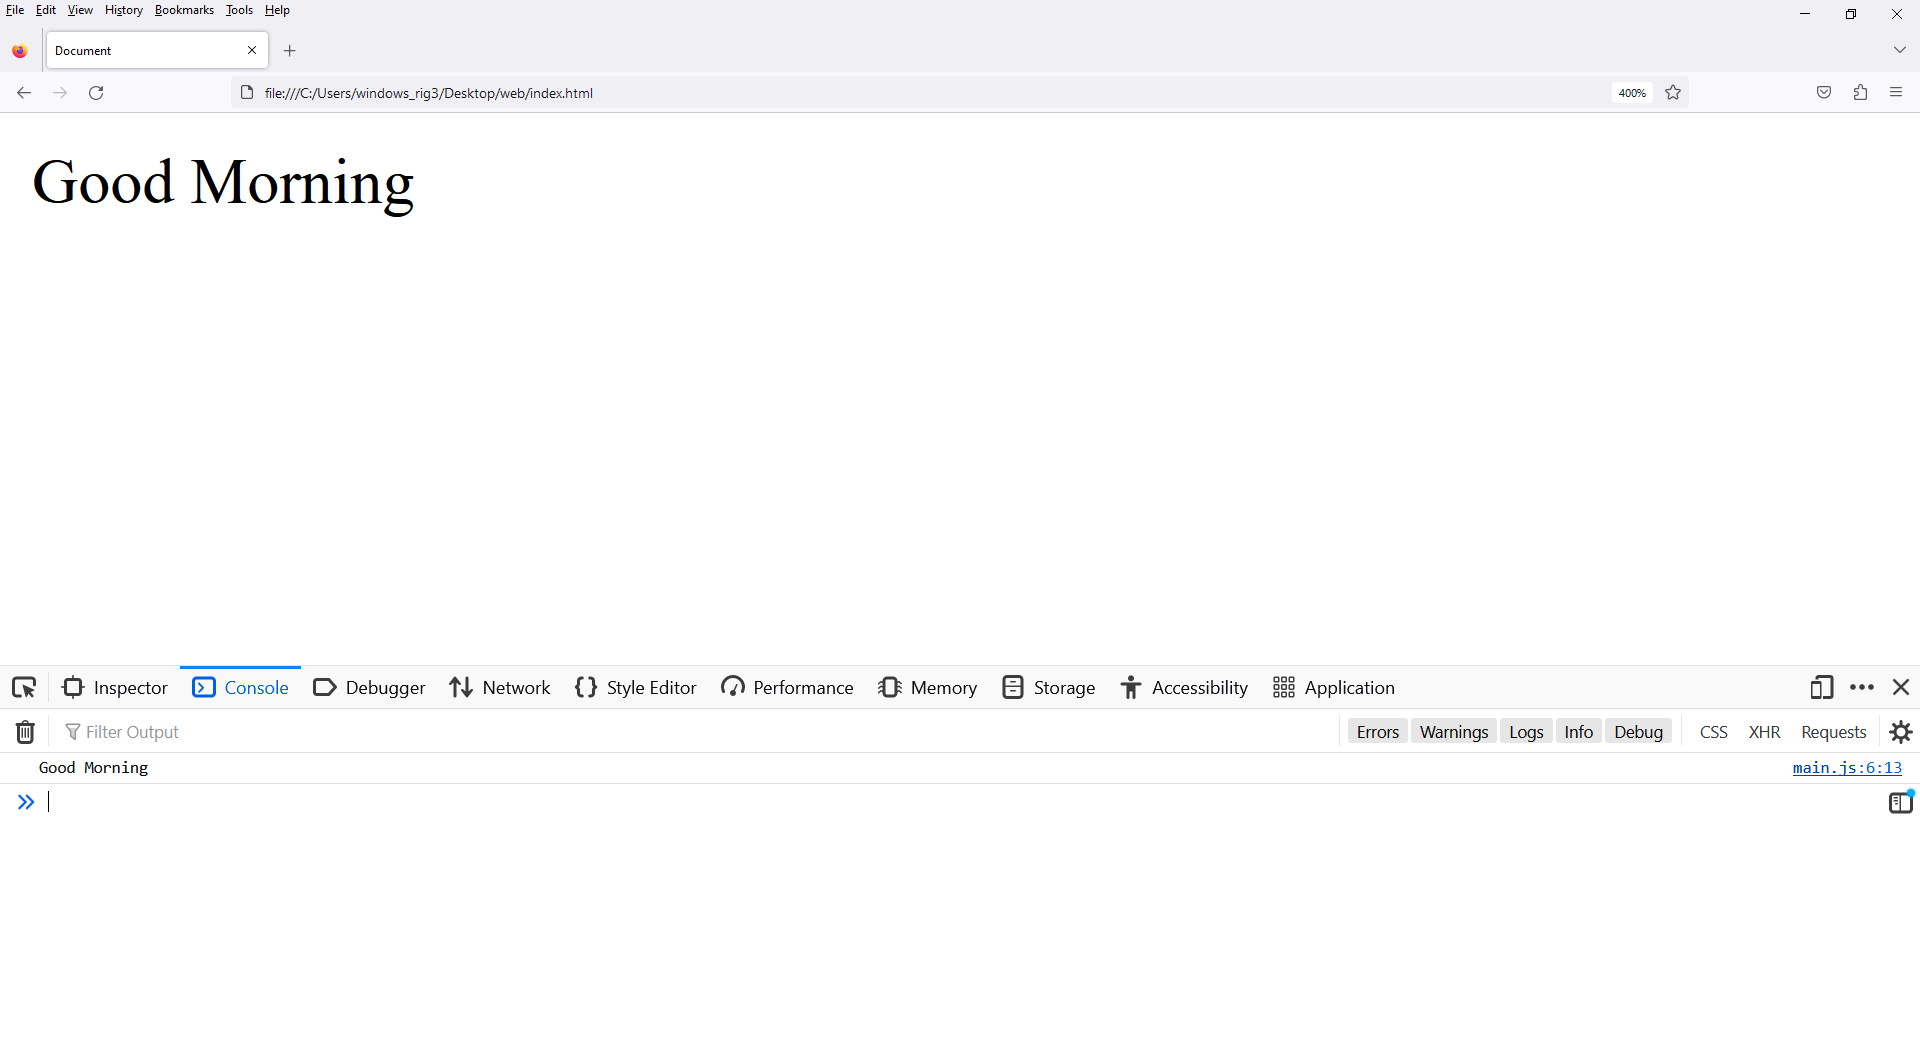 File Edit View History Bookmarks Tools Help
Document
file:///C:/Users/windows_rig3/Desktop/web/index.html 400%
Good Morning
Inspector Console Debugger Network Style Editor Performance Memory Storage Accessibility Application
Filter Output Errors Warnings Logs Info Debug CSS XHR Requests
Good Morning main.js:6:13